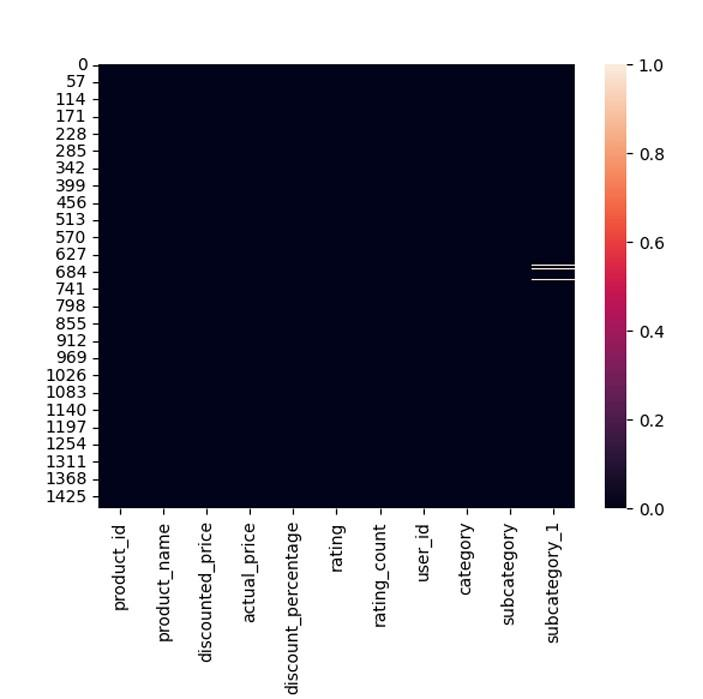 0
57
114
171
228
285
342
399
456
513
570
627
684
741
798
855
912
969
1026
1083
1140
1197
1254
1311
1368
1425
product_id
product_name
discounted_price
actual_price
discount_percentage
rating
rating_count
user_id
category
subcategory
subcategory_1
1.0
0.8
0.6
0.4
0.2
0.0